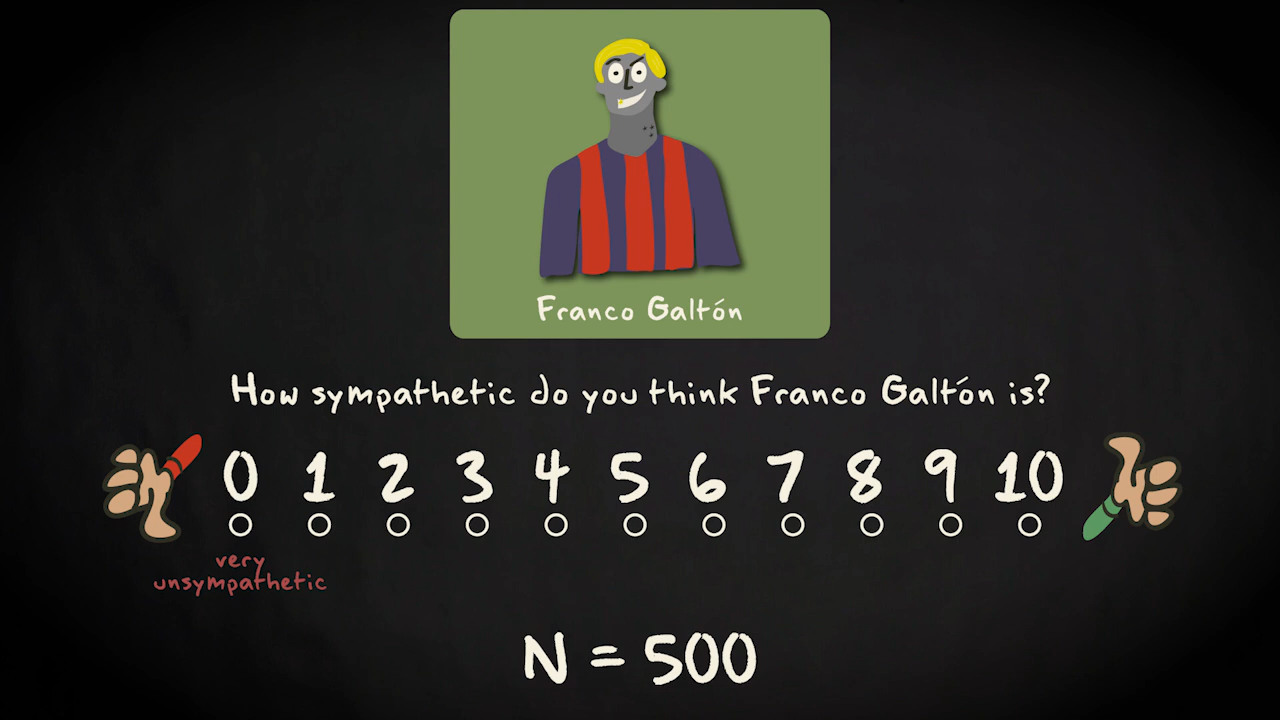 Franco Galtón
How sympathetic do you think Franco Galtón is?
0 1 2 3 4 5 6 7 8 9 10
very
unsympathetic
N = 500